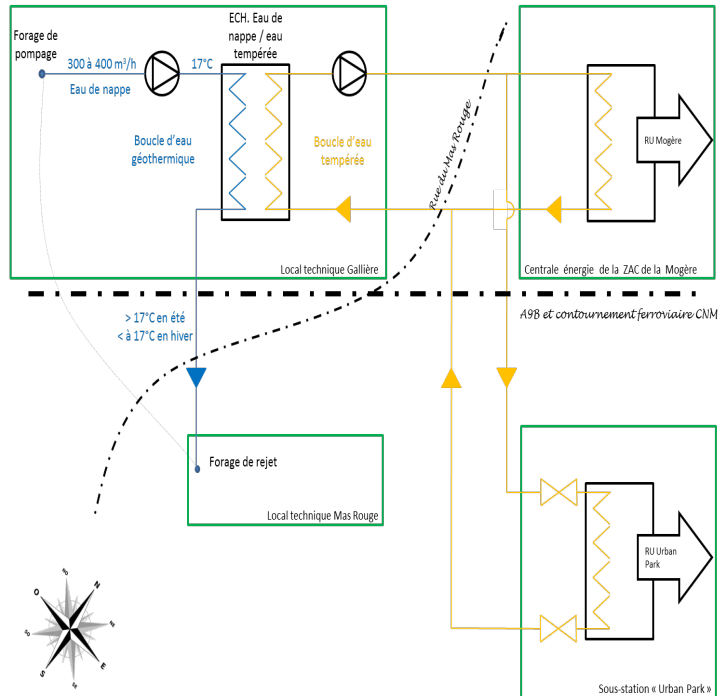 Forage de
pompage
300 à 400 m³/h
Eau de nappe
17°C
ECH. Eau de
nappe / eau
tempérée
Boucle d'eau
géothermique
Boucle d'eau
tempérée
Local technique Gallière
Rue du Mas Rouge
RU Mogère
Centrale énergie de la ZAC de la Mogère
A9B et contournement ferroviaire CNM
> 17°C en été
< à 17°C en hiver
Forage de rejet
Local technique Mas Rouge
RU Urban
Park
Sous-station « Urban Park »
N
O
S
E